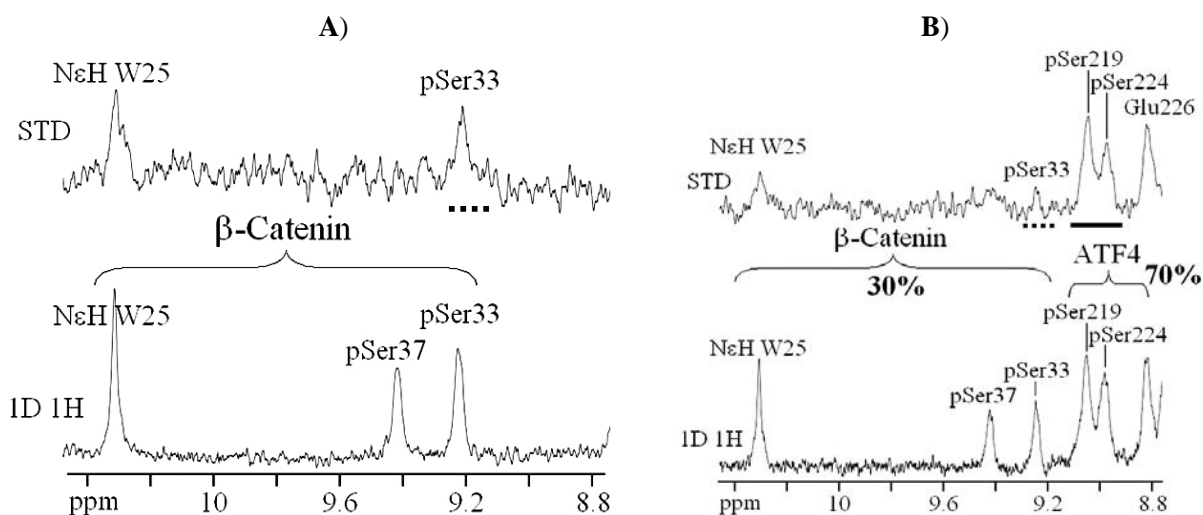 A)
NεH W25
pSer33
STD
β-Catenin
NεH W25
pSer37
pSer33
1D 1H
ppm 10 9.6 9.2 8.8
B)
pSer219
pSer224
Glu226
NεH W25
pSer33
STD
β-Catenin
30%
ATF4
70%
pSer219
pSer224
NεH W25
pSer37
pSer33
1D 1H
ppm 10 9.6 9.2 8.8